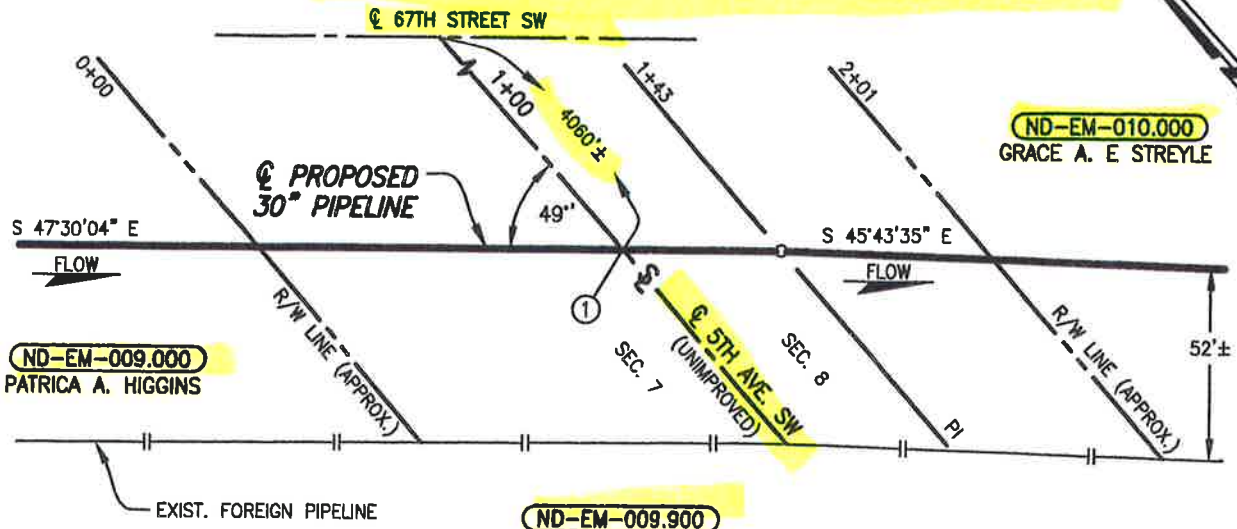 ℄ 67TH STREET SW
0+00
1+00
1+43
2+01
4060'±
ND-EM-010.000
GRACE A. E STREYLE
℄ PROPOSED
30" PIPELINE
49°
S 47°30'04" E
FLOW
S 45°43'35" E
FLOW
①
R/W LINE (APPROX.)
SEC. 7
℄ 5TH AVE. SW
(UNIMPROVED)
SEC. 8
PI
R/W LINE (APPROX.)
52'±
ND-EM-009.000
PATRICA A. HIGGINS
EXIST. FOREIGN PIPELINE
ND-EM-009.900